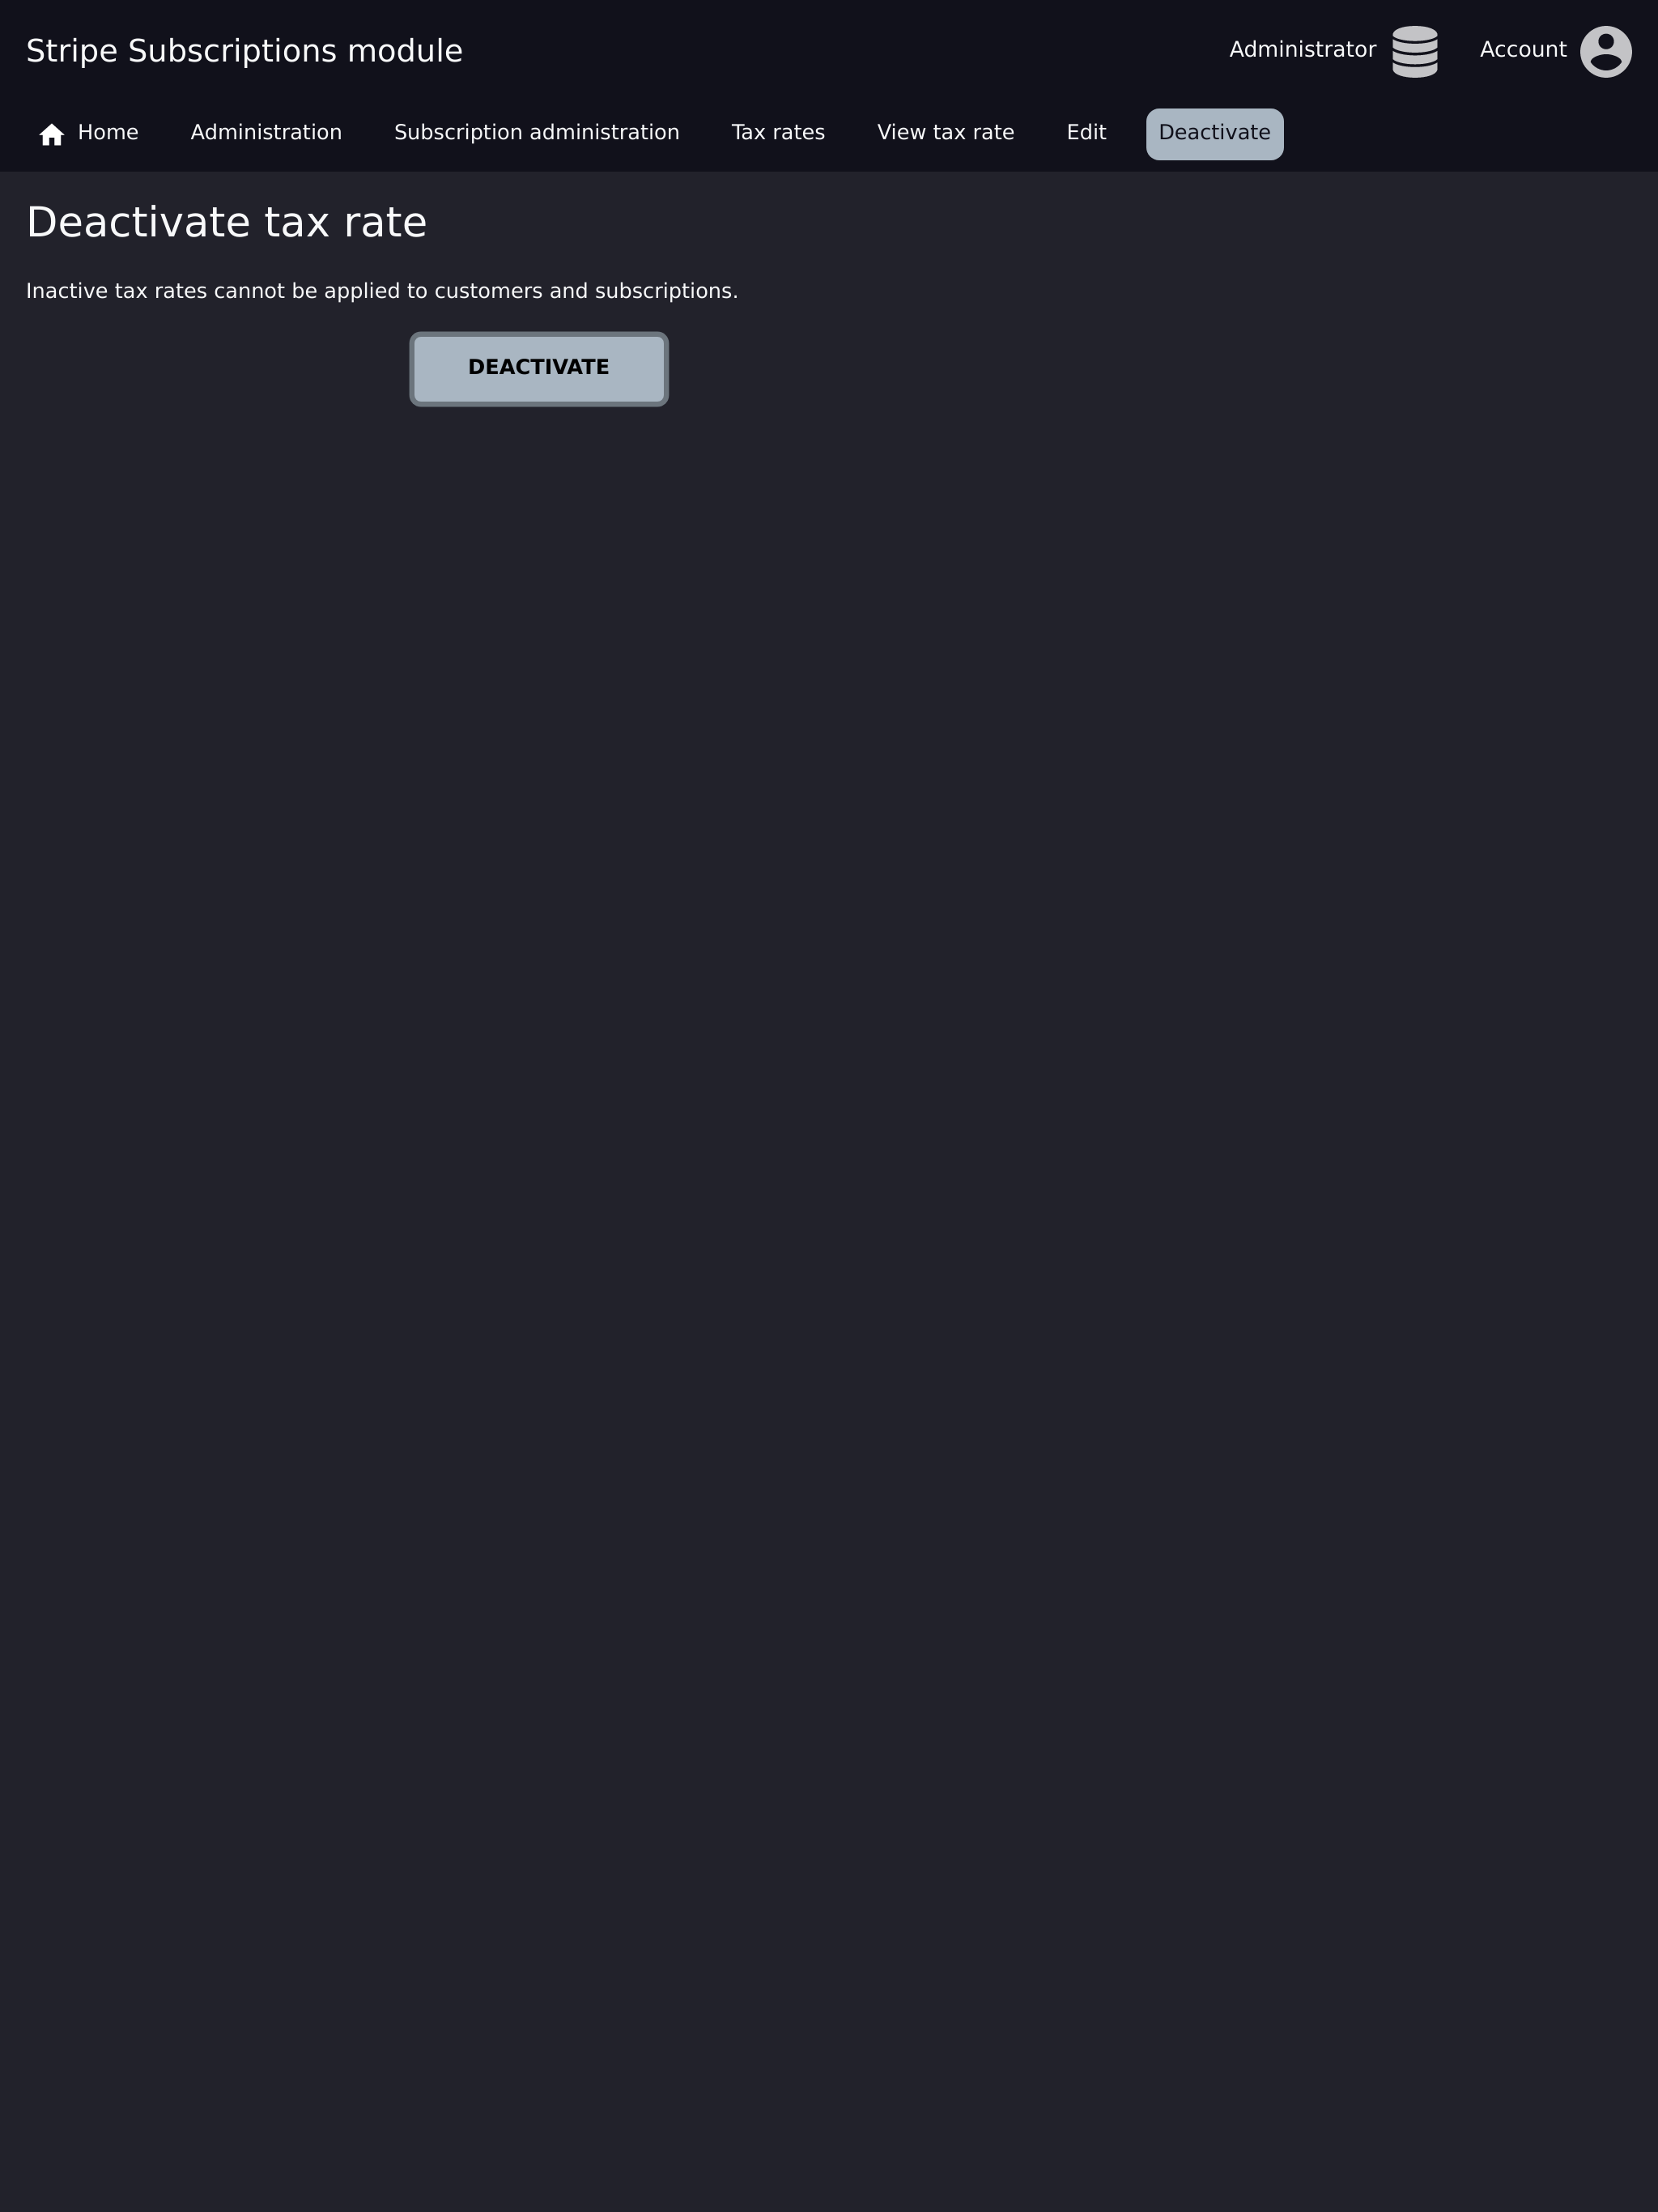 Stripe Subscriptions module
Administrator
Account
Home
Administration
Subscription administration
Tax rates
View tax rate
Edit
Deactivate
Deactivate tax rate
Inactive tax rates cannot be applied to customers and subscriptions.
DEACTIVATE